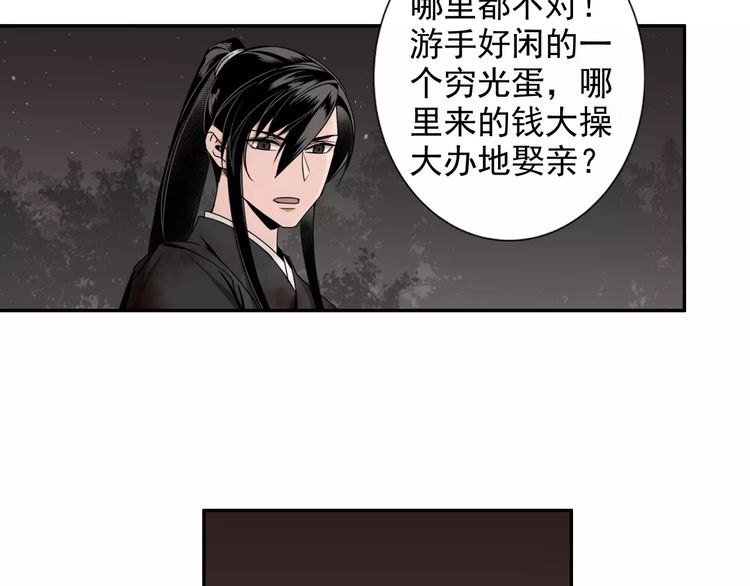 哪里都不对！
游手好闲的一
个穷光蛋，哪
里来的钱大操
大办地娶亲？